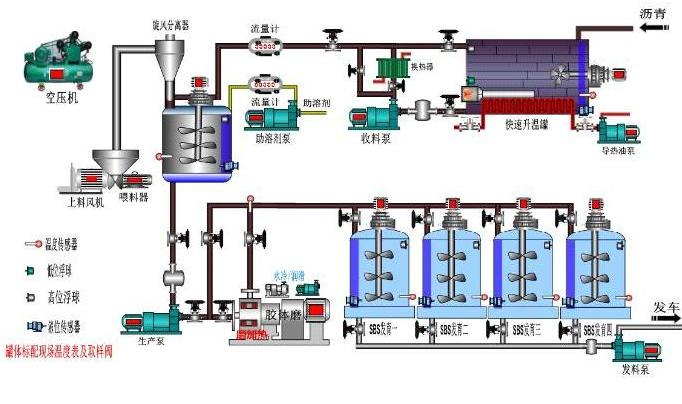 沥青
旋风分离器
流量计
换热器
空压机
流量计
助溶剂
助溶剂泵
收料泵
快速升温罐
导热油泵
上料风机
喂料器
温度传感器
低位浮球
高位浮球
液位传感器
罐体标配现场温度表及取样阀
水冷/润滑
胶体磨
生产泵
SBS发育一
SBS发育二
SBS发育三
SBS发育四
发车
发料泵